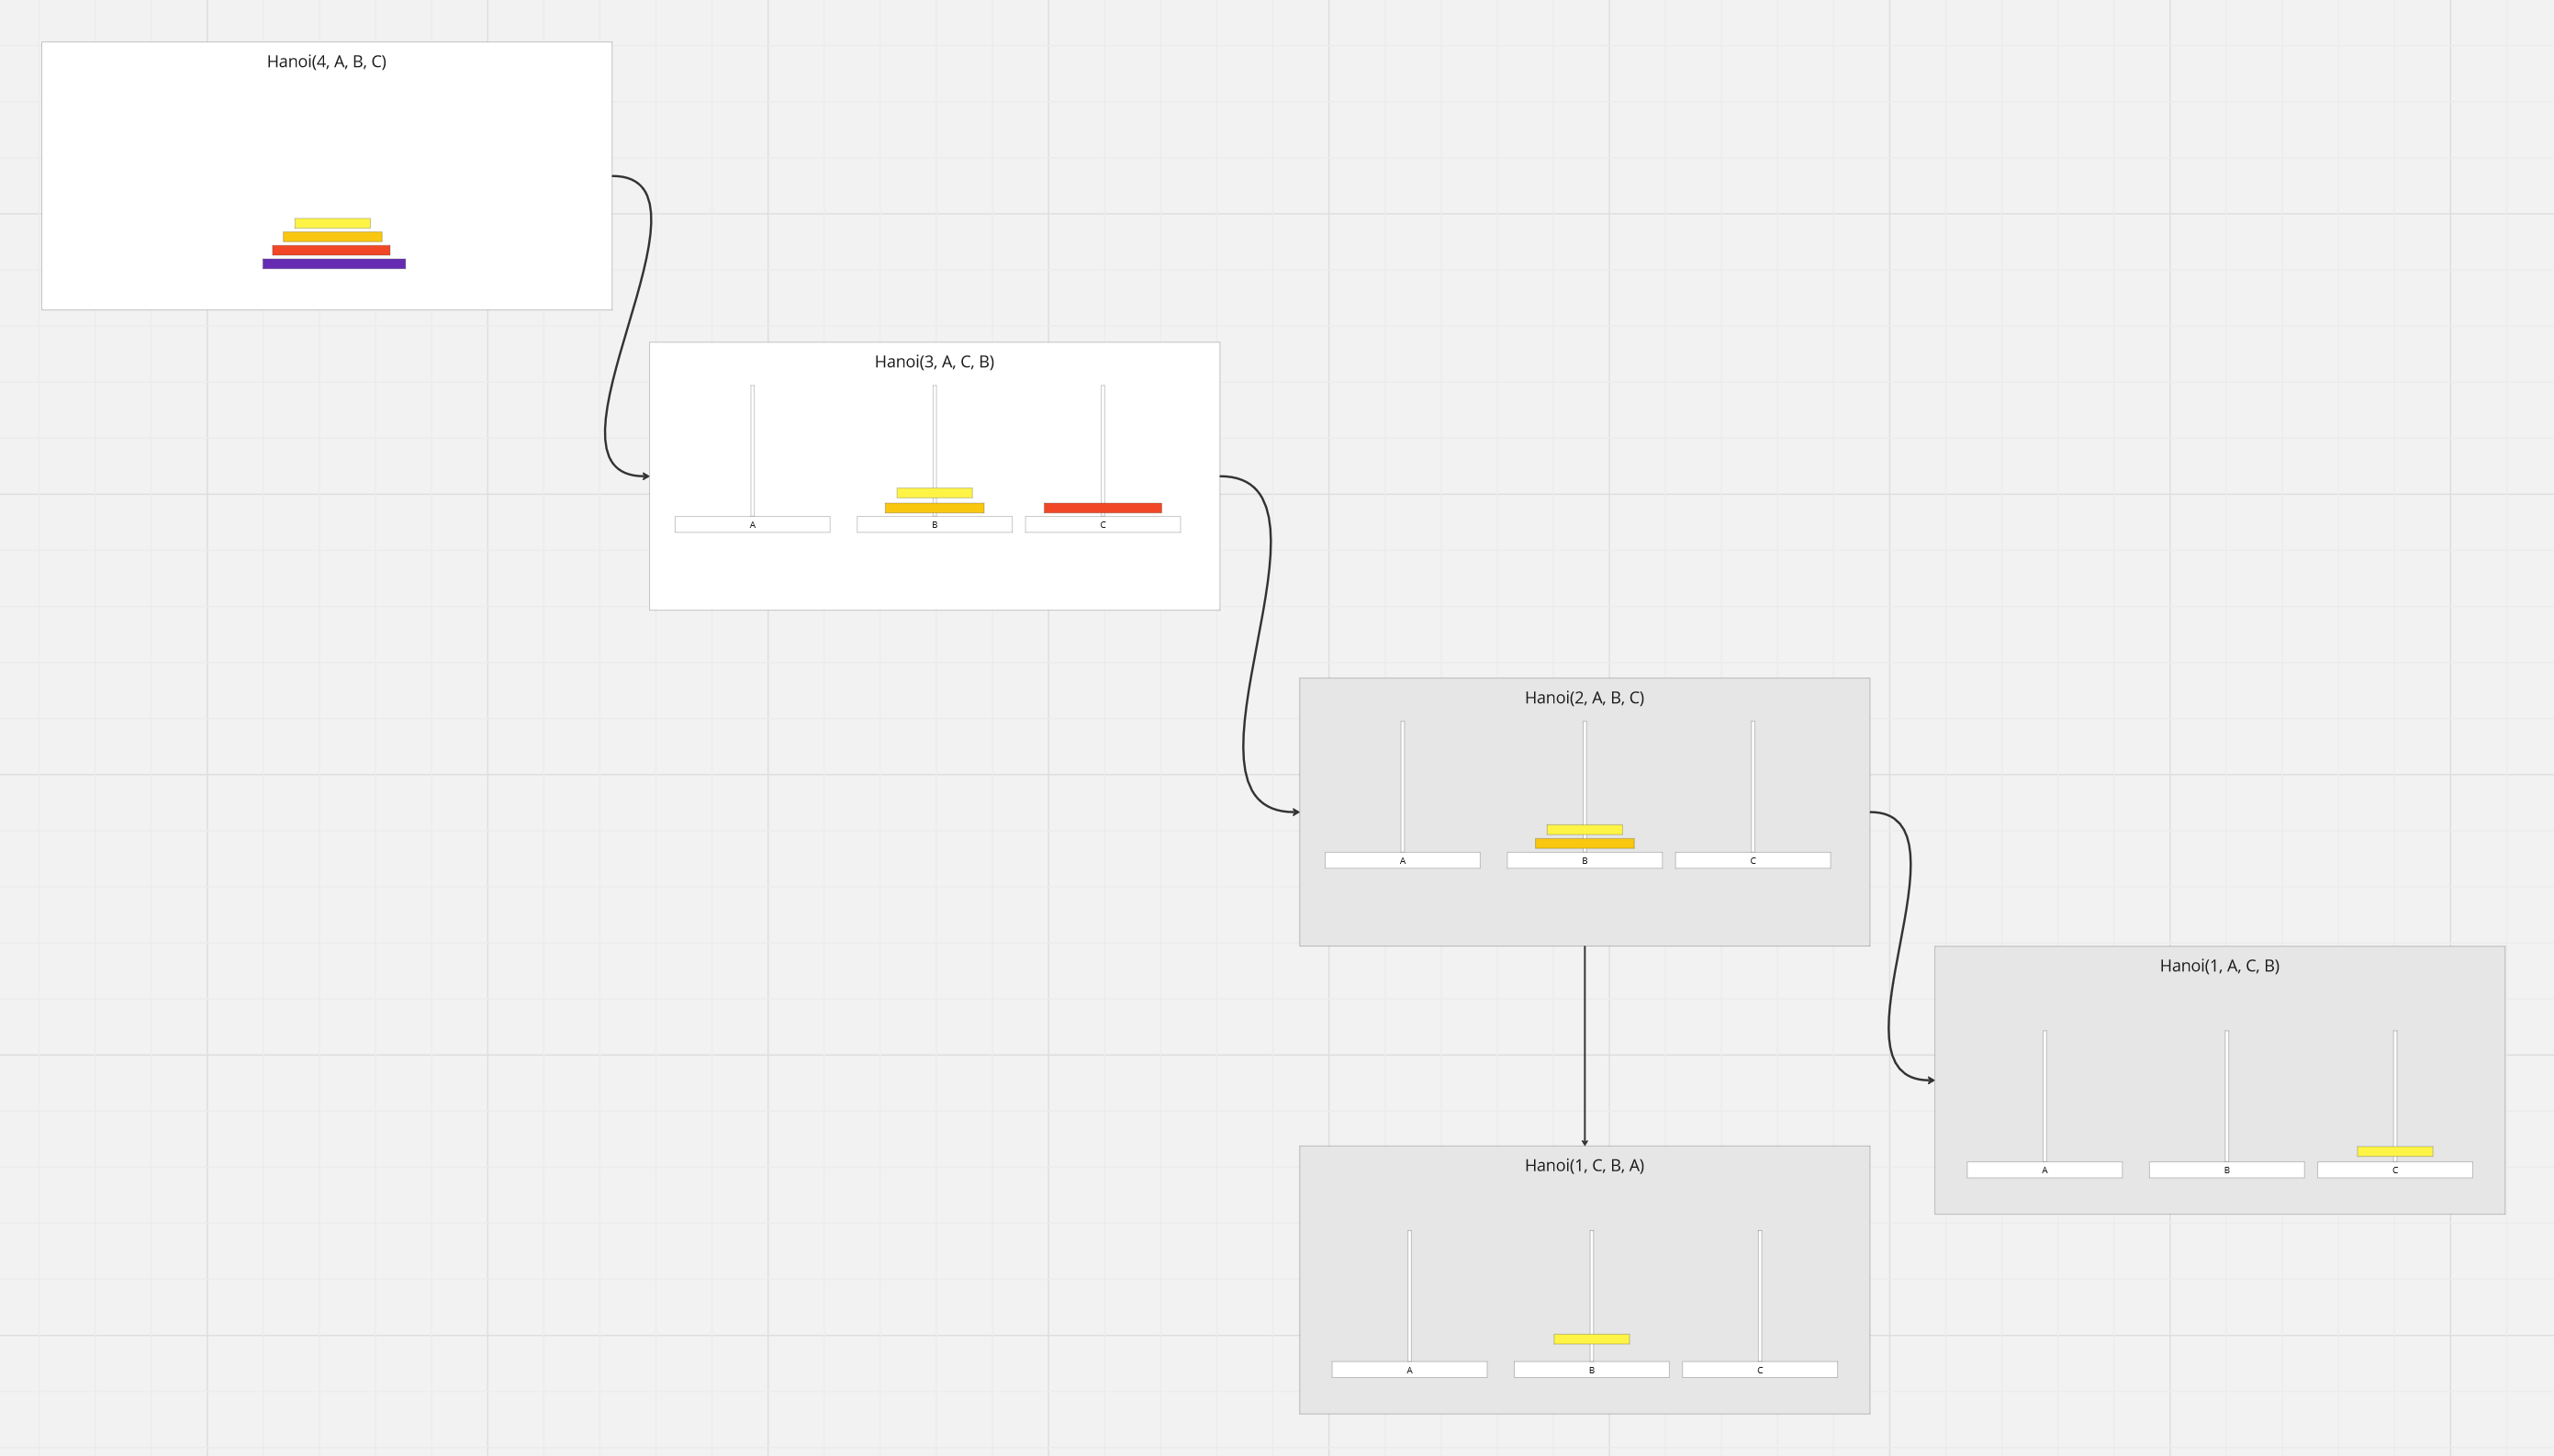 Hanoi(4, A, B, C)
Hanoi(3, A, C, B)
A B C
Hanoi(2, A, B, C)
A B C
Hanoi(1, A, C, B)
A B C
Hanoi(1, C, B, A)
A B C